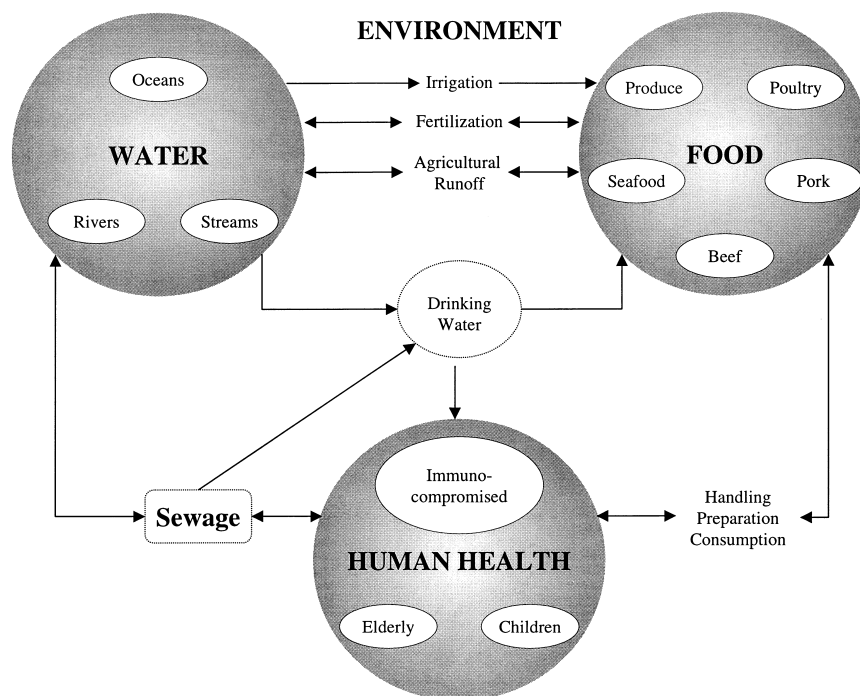 ENVIRONMENT
Oceans
WATER
Rivers
Streams
Irrigation
Fertilization
Agricultural
Runoff
Produce
Poultry
FOOD
Seafood
Pork
Beef
Drinking
Water
Sewage
Immuno-
compromised
HUMAN HEALTH
Elderly
Children
Handling
Preparation
Consumption